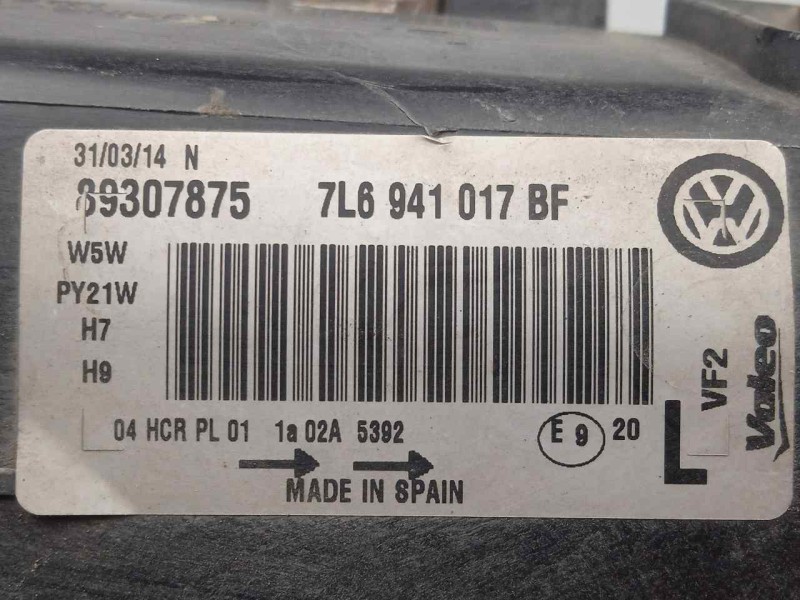 31/03/14 N
89307875 7L6 941 017 BF
W5W
PY21W
H7
H9
04 HCR PL 01 1a 02A 5392
E 9 20
MADE IN SPAIN
L
VF2
Valeo
VW